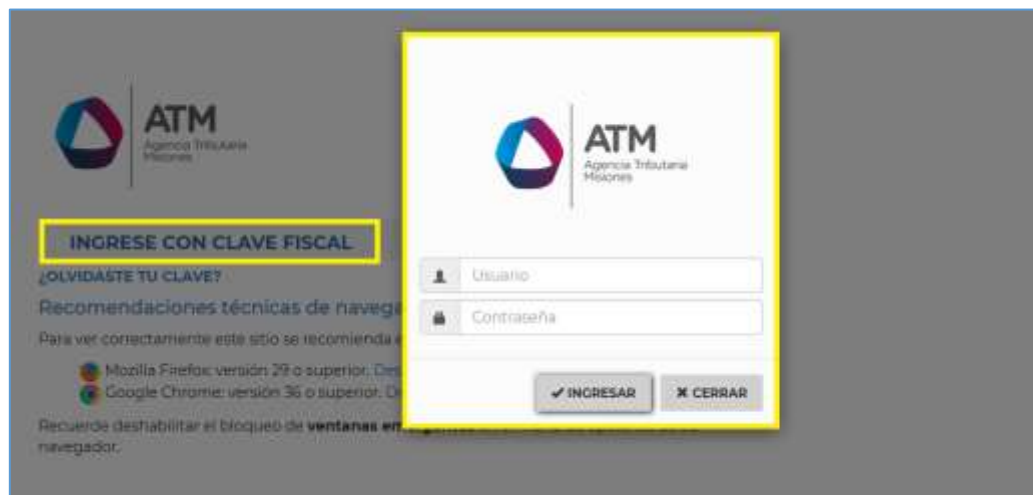 ATM
Agencia Tributaria
Misiones
INGRESE CON CLAVE FISCAL
¿OLVIDASTE TU CLAVE?
Recomendaciones técnicas de navega
Para ver correctamente este sitio se recomienda e
Mozilla Firefox: versión 29 o superior. Des
Google Chrome: versión 36 o superior.
Recuerde deshabilitar el bloqueo de ventanas
navegador.
ATM
Agencia Tributaria
Misiones
Usuario
Contraseña
INGRESAR
CERRAR